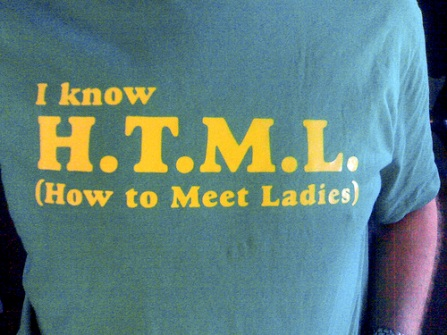 I know
H.T.M.L.
(How to Meet Ladies)